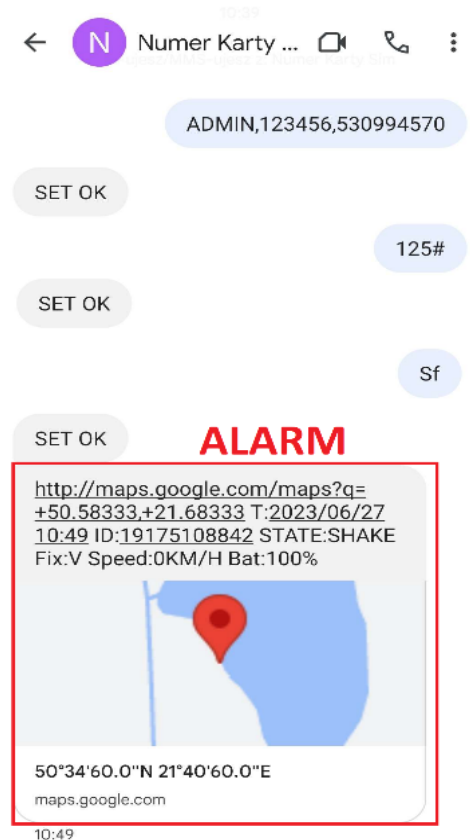 10:39
N Numer Karty ...
ADMIN,123456,530994570
SET OK
125#
SET OK
Sf
SET OK
ALARM
http://maps.google.com/maps?q=
+50.58333,+21.68333 T:2023/06/27
10:49 ID:19175108842 STATE:SHAKE
Fix:V Speed:0KM/H Bat:100%
50°34'60.0"N 21°40'60.0"E
maps.google.com
10:49